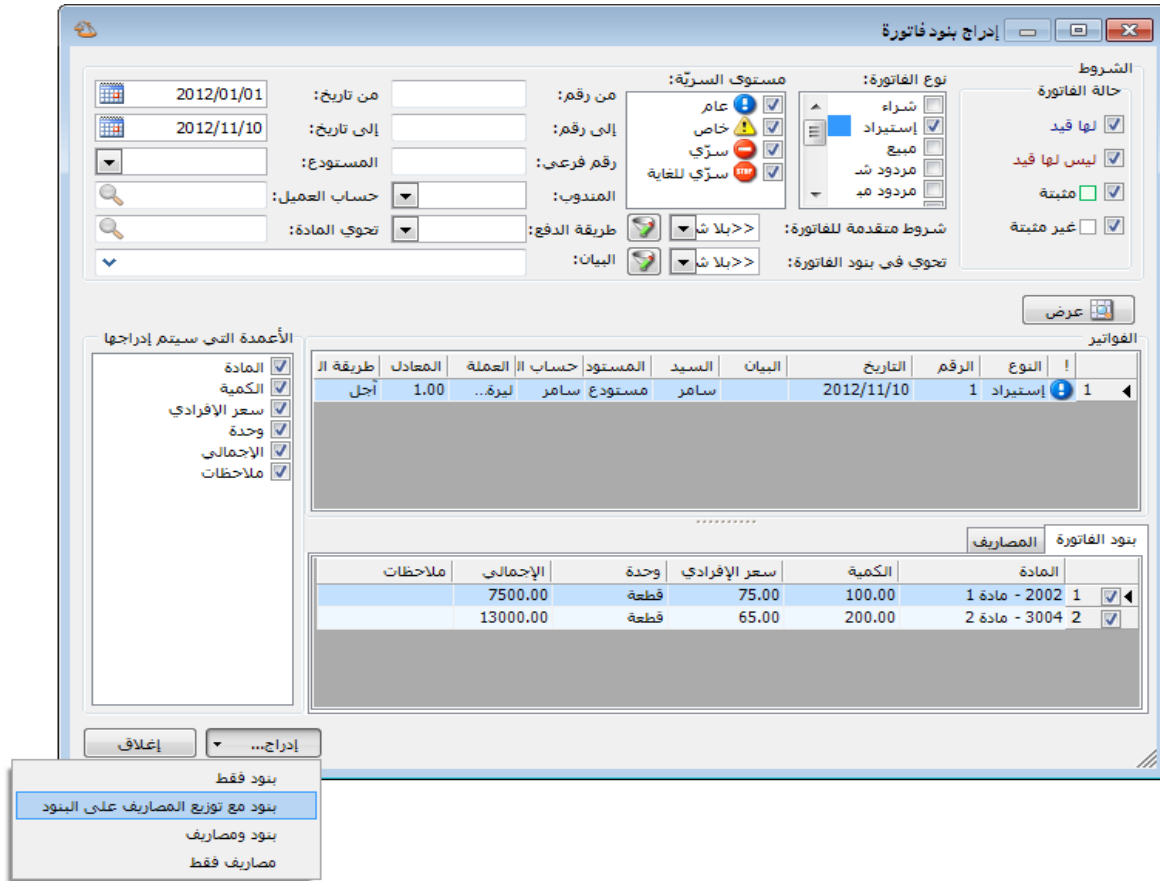 إدراج بنود فاتورة
الشروط
حالة الفاتورة
لها قيد
ليس لها قيد
مثبتة
غير مثبتة
نوع الفاتورة:
شراء
إستيراد
مبيع
مردود شـ
مردود مبـ
مستوى السريّة:
عام
خاص
سرّي
سرّي للغاية
شروط متقدمة للفاتورة: <<بلا شـ
تحوي في بنود الفاتورة: <<بلا شـ
من رقم:
إلى رقم:
رقم فرعي:
المندوب:
طريقة الدفع:
البيان:
من تاريخ: 2012/01/01
إلى تاريخ: 2012/11/10
المستودع:
حساب العميل:
تحوي المادة:
عرض
الفواتير
! النوع الرقم التاريخ البيان السيد المستود حساب ال العملة المعادل طريقة ال
1 إستيراد 1 2012/11/10 سامر مستودع سامر ليرة... 1.00 آجل
بنود الفاتورة المصاريف
المادة الكمية سعر الإفرادي وحدة الإجمالي ملاحظات
1 2002 - مادة 1 100.00 75.00 قطعة 7500.00
2 3004 - مادة 2 200.00 65.00 قطعة 13000.00
الأعمدة التي سيتم إدراجها
المادة
الكمية
سعر الإفرادي
وحدة
الإجمالي
ملاحظات
إدراج... إغلاق
بنود فقط
بنود مع توزيع المصاريف على البنود
بنود ومصاريف
مصاريف فقط